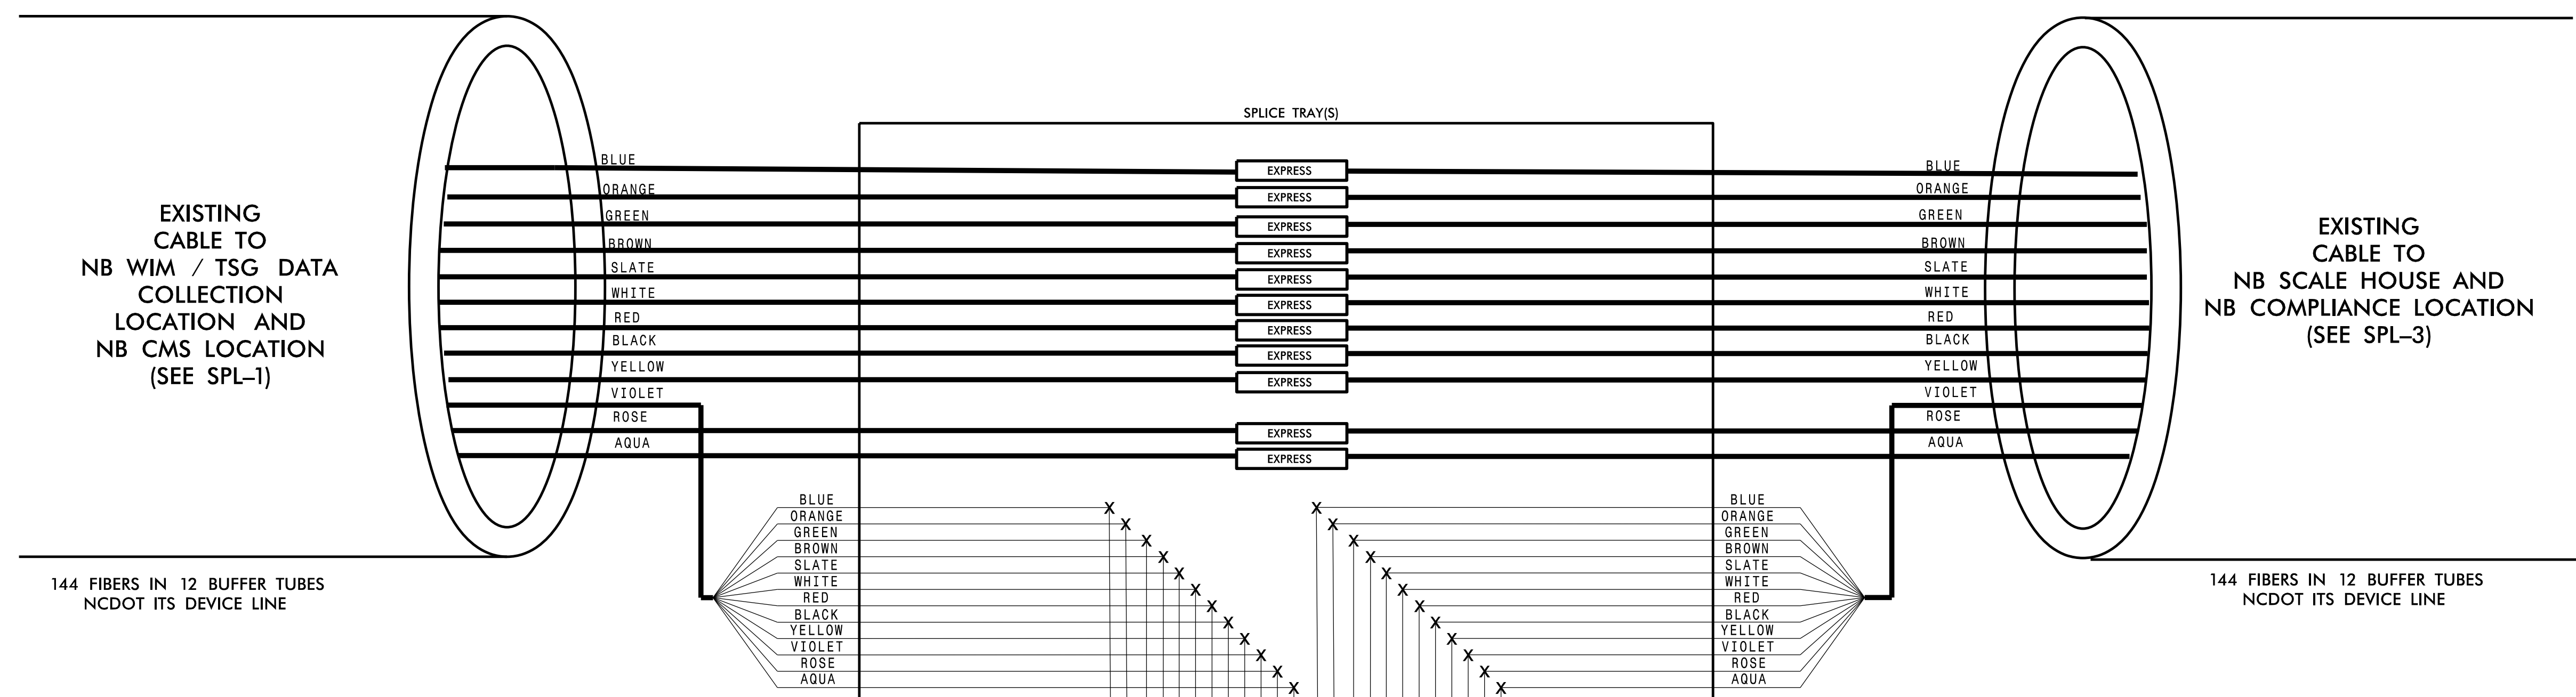 EXISTING
CABLE TO
NB WIM / TSG DATA
COLLECTION
LOCATION AND
NB CMS LOCATION
(SEE SPL–1)
144 FIBERS IN 12 BUFFER TUBES
NCDOT ITS DEVICE LINE
BLUE
ORANGE
GREEN
BROWN
SLATE
WHITE
RED
BLACK
YELLOW
VIOLET
ROSE
AQUA
SPLICE TRAY(S)
EXPRESS
EXPRESS
EXPRESS
EXPRESS
EXPRESS
EXPRESS
EXPRESS
EXPRESS
EXPRESS
EXPRESS
EXPRESS
BLUE
ORANGE
GREEN
BROWN
SLATE
WHITE
RED
BLACK
YELLOW
VIOLET
ROSE
AQUA
BLUE
ORANGE
GREEN
BROWN
SLATE
WHITE
RED
BLACK
YELLOW
VIOLET
ROSE
AQUA
BLUE
ORANGE
GREEN
BROWN
SLATE
WHITE
RED
BLACK
YELLOW
VIOLET
ROSE
AQUA
EXISTING
CABLE TO
NB SCALE HOUSE AND
NB COMPLIANCE LOCATION
(SEE SPL–3)
144 FIBERS IN 12 BUFFER TUBES
NCDOT ITS DEVICE LINE